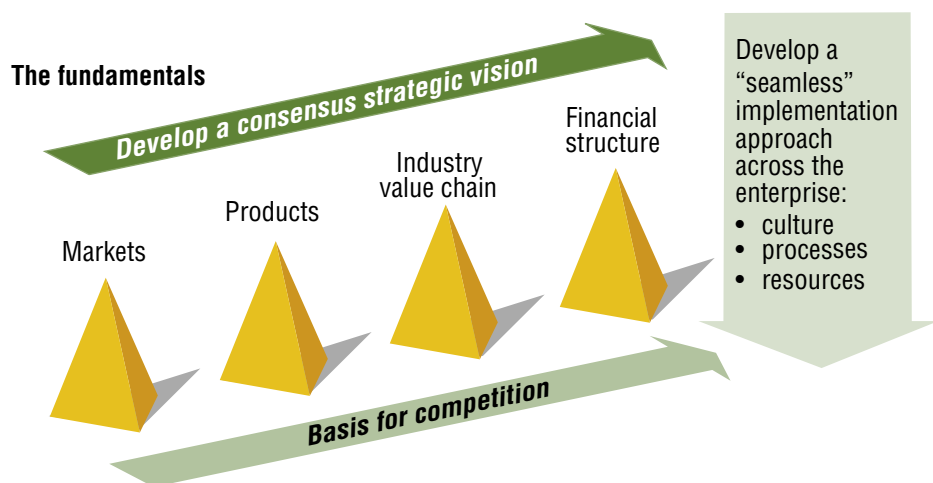 The fundamentals
Develop a consensus strategic vision
Markets
Products
Industry
value chain
Financial
structure
Basis for competition
Develop a
“seamless”
implementation
approach
across the
enterprise:
• culture
• processes
• resources